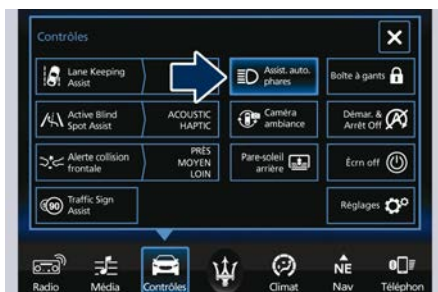 Contrôles
Lane Keeping
Assist
Assist. auto.
phares
Boîte à gants
Active Blind
Spot Assist
ACOUSTIC
HAPTIC
Caméra
ambiance
Démar. &
Arrêt Off
Alerte collision
frontale
PRÈS
MOYEN
LOIN
Pare-soleil
arrière
Écrn off
90
Traffic Sign
Assist
Réglages
Radio
Média
Contrôles
Climat
NE
Nav
Téléphon